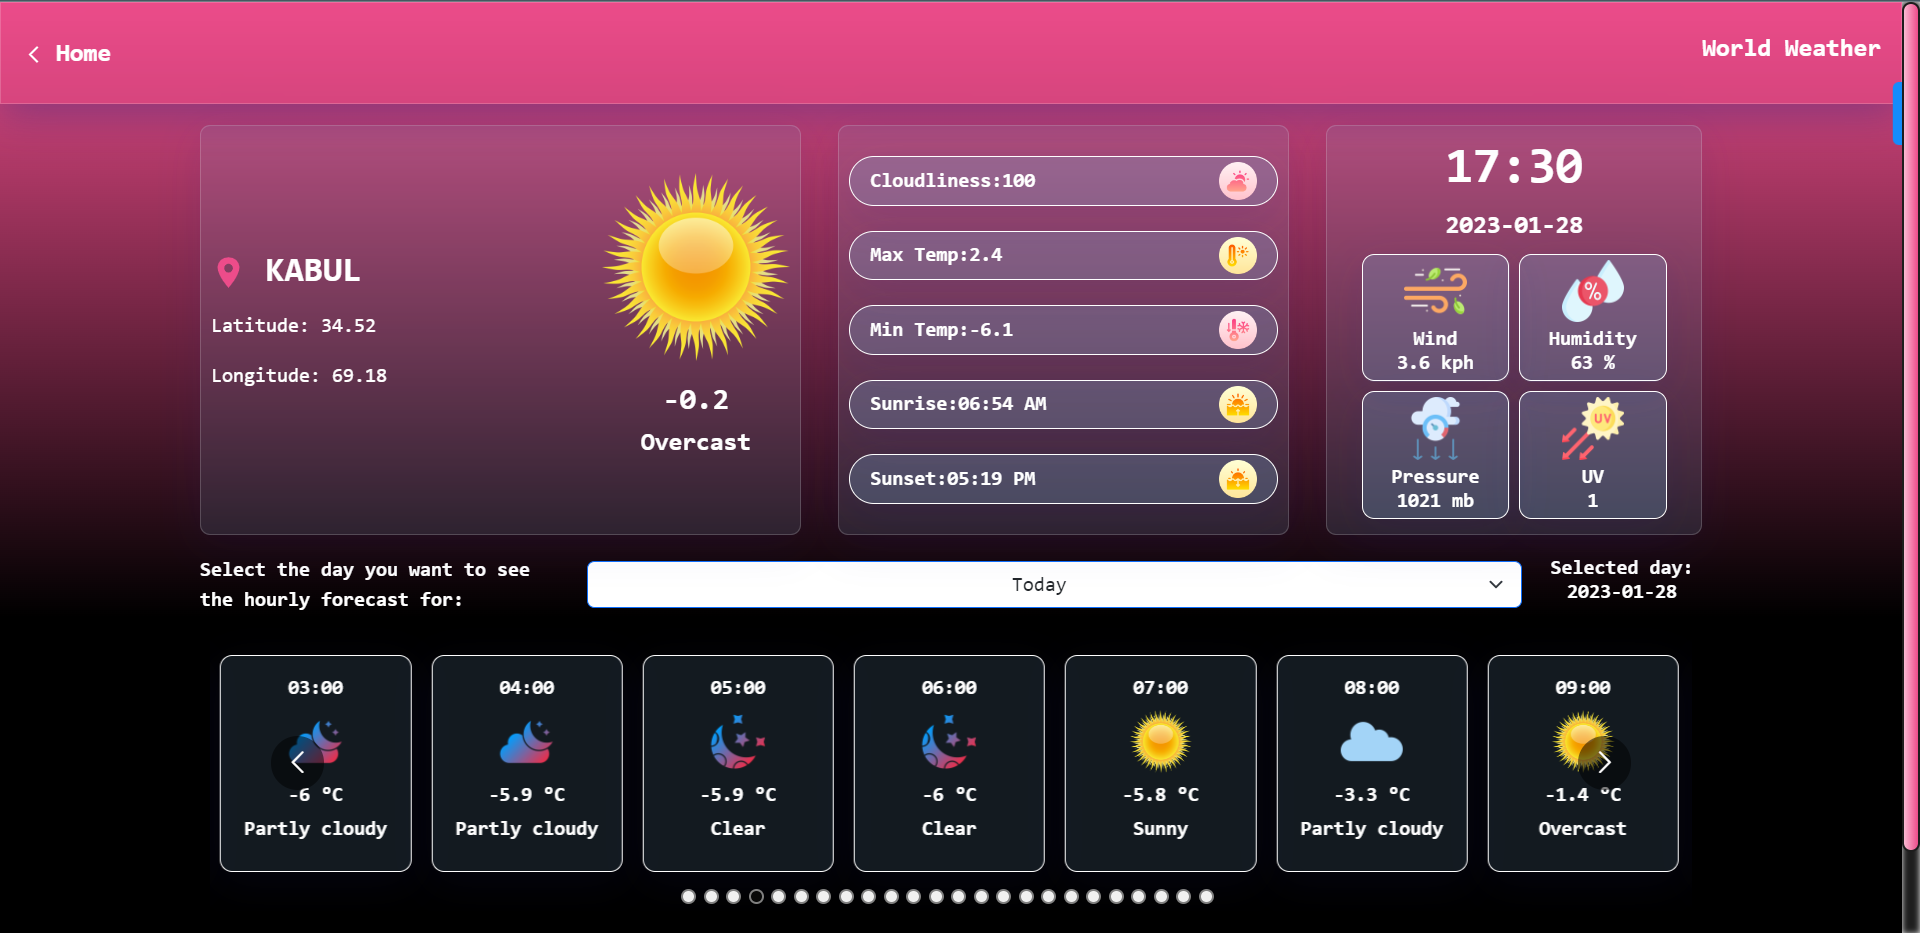 Home
World Weather
KABUL
Latitude: 34.52
Longitude: 69.18
-0.2
Overcast
Cloudliness:100
Max Temp:2.4
Min Temp:-6.1
Sunrise:06:54 AM
Sunset:05:19 PM
17:30
2023-01-28
Wind
3.6 kph
%
Humidity
63 %
Pressure
1021 mb
UV
UV
1
Select the day you want to see
the hourly forecast for:
Today
Selected day:
2023-01-28
03:00
-6 °C
Partly cloudy
04:00
-5.9 °C
Partly cloudy
05:00
-5.9 °C
Clear
06:00
-6 °C
Clear
07:00
-5.8 °C
Sunny
08:00
-3.3 °C
Partly cloudy
09:00
-1.4 °C
Overcast